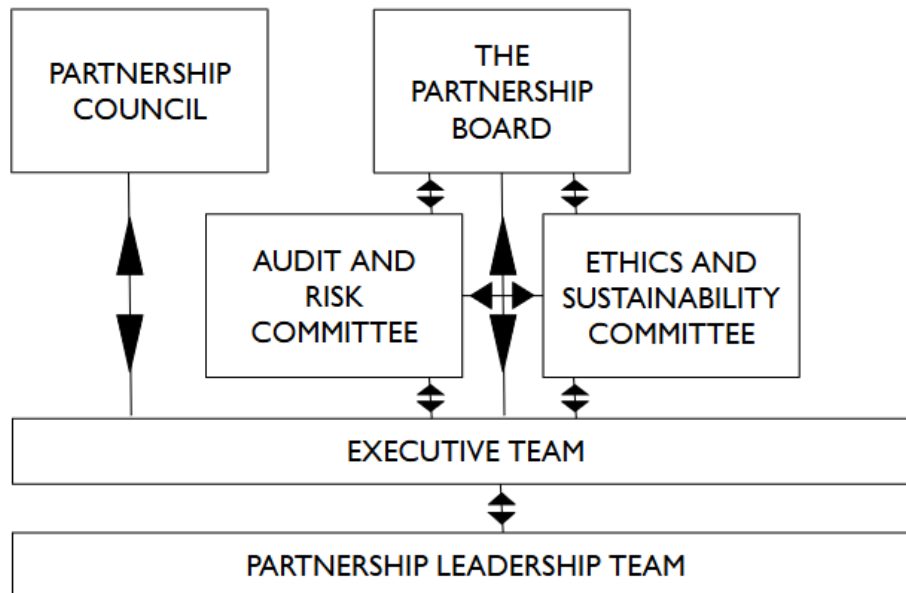 PARTNERSHIP
COUNCIL
THE
PARTNERSHIP
BOARD
AUDIT AND
RISK
COMMITTEE
ETHICS AND
SUSTAINABILITY
COMMITTEE
EXECUTIVE TEAM
PARTNERSHIP LEADERSHIP TEAM